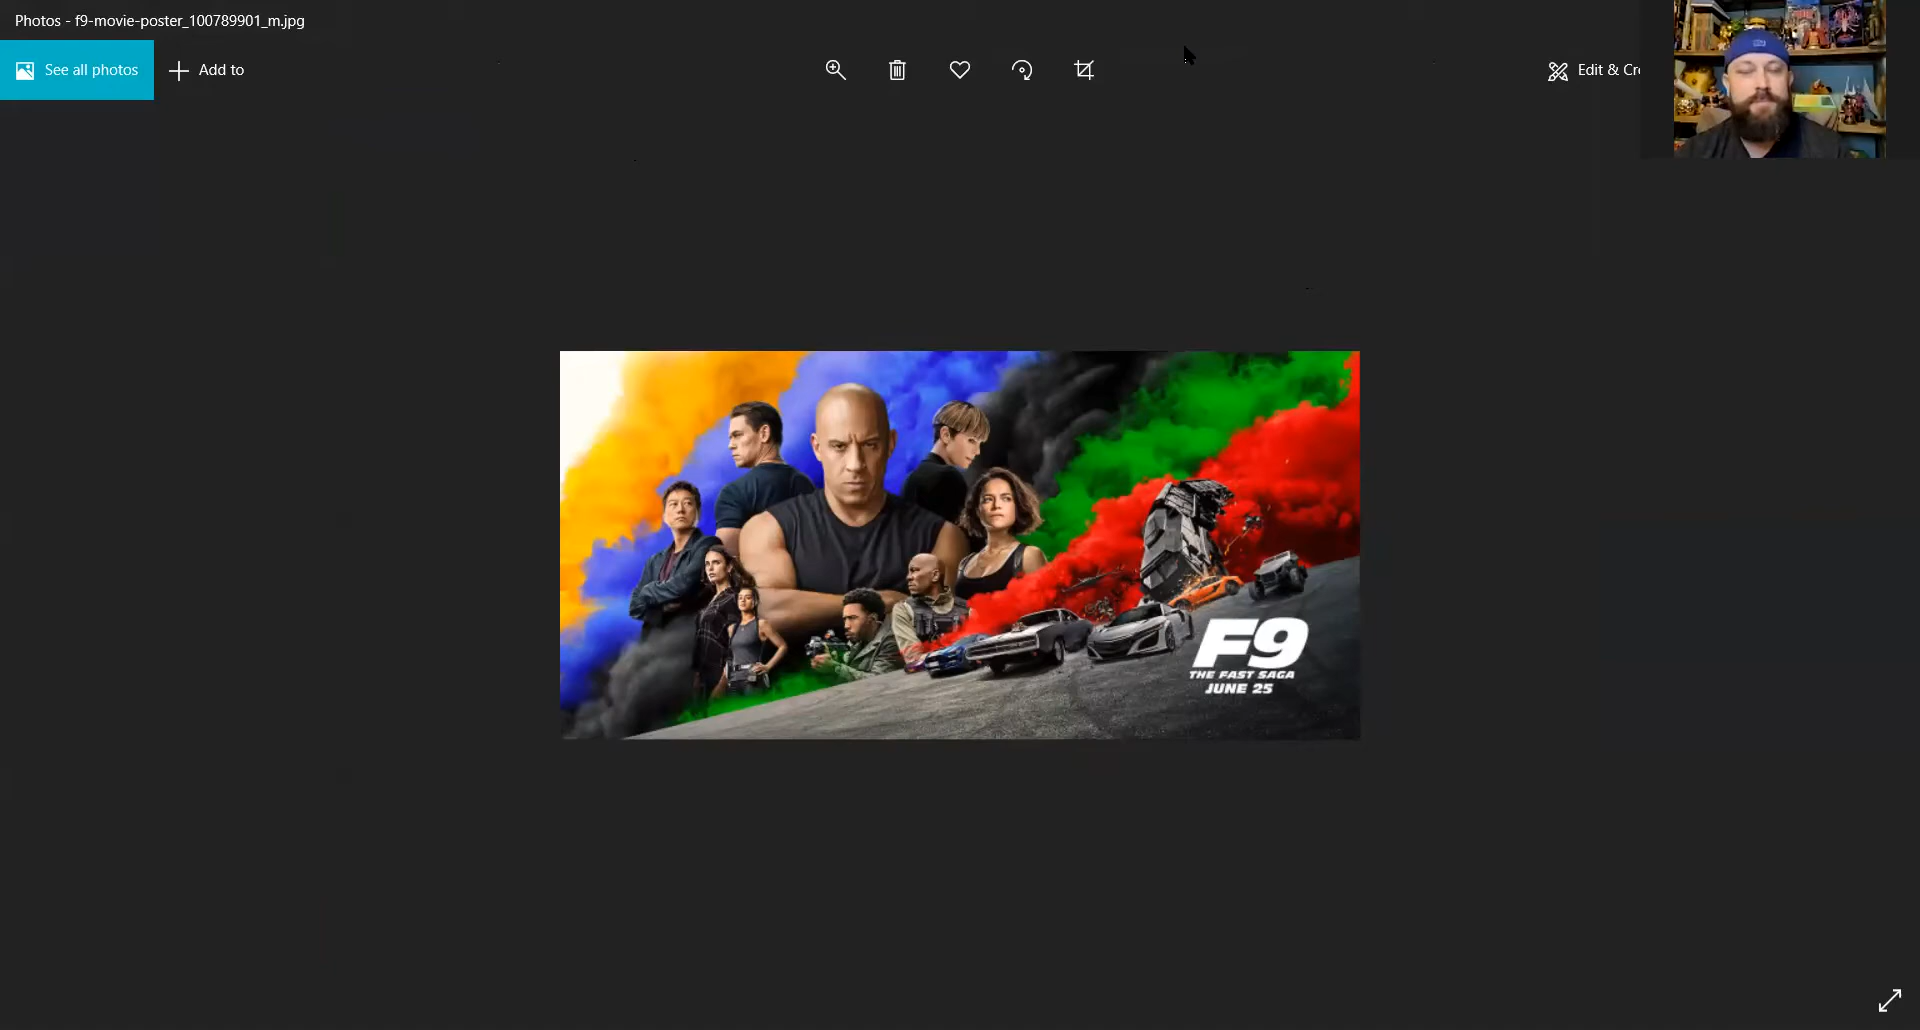 Photos - f9-movie-poster_100789901_m.jpg
See all photos
Add to
Edit & Cr
F9
THE FAST SAGA
JUNE 25